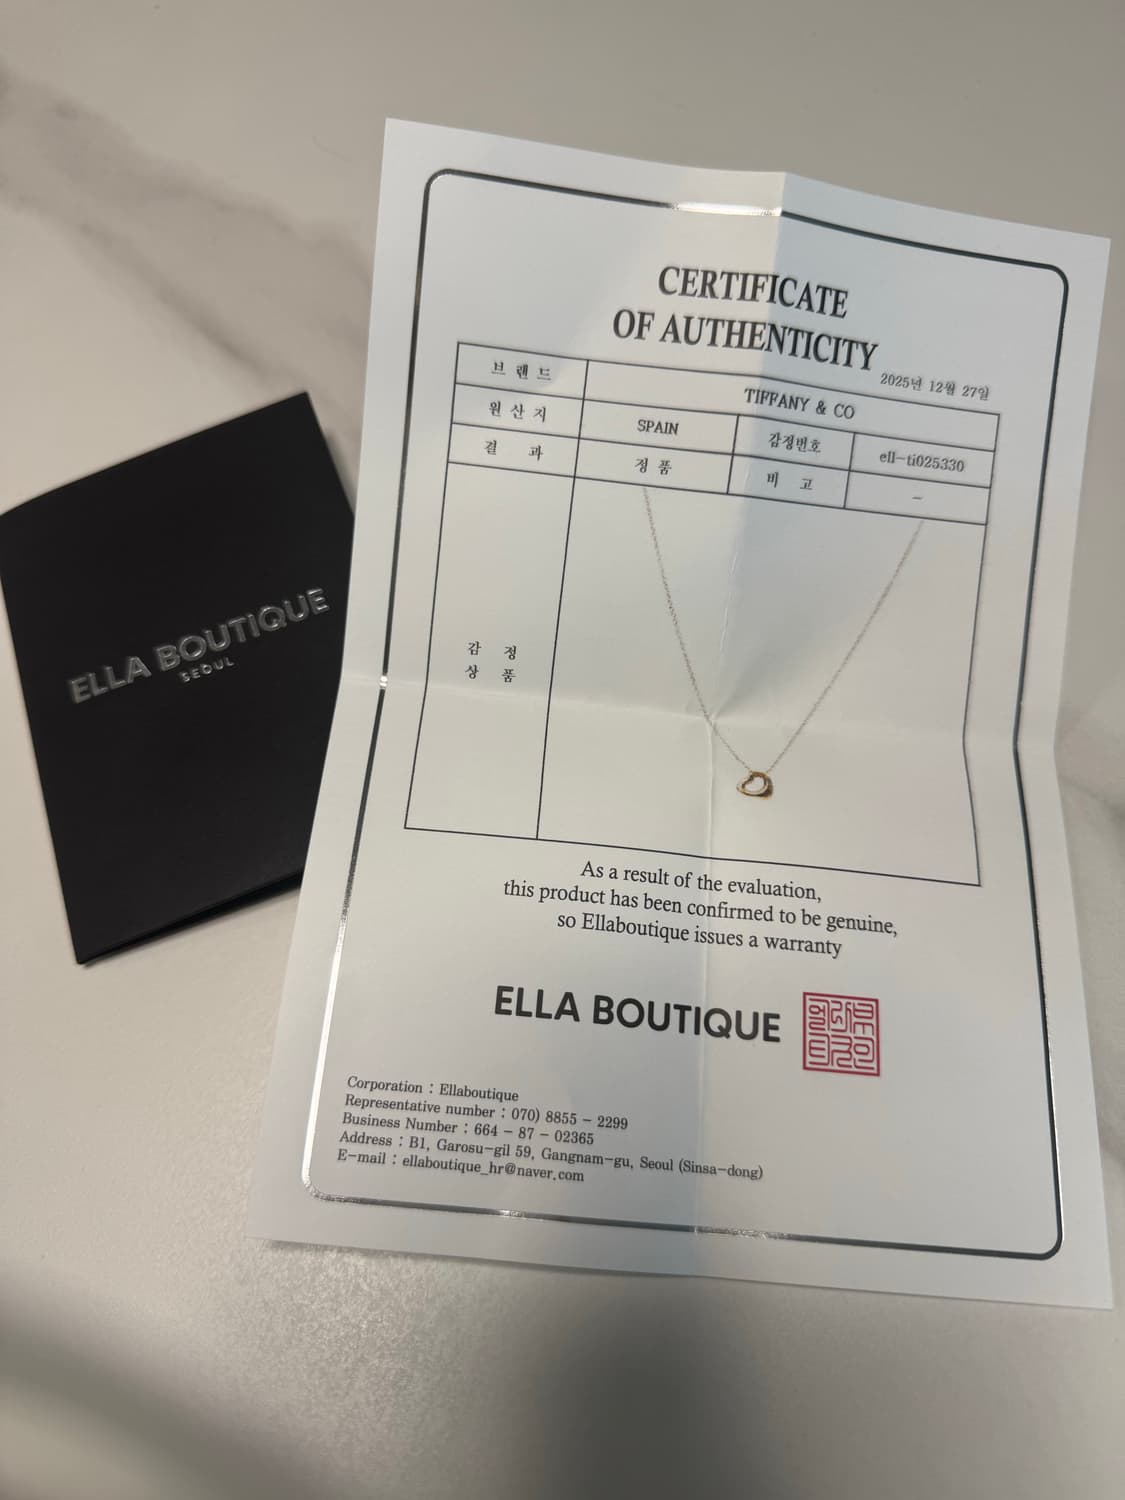 ELLA BOUTIQUE
SEOUL
CERTIFICATE
OF AUTHENTICITY
2025년 12월 27일
브랜드 TIFFANY & CO
원산지 SPAIN 감정번호 ell-ti025330
결과 정품 비고 -
감정
상품
As a result of the evaluation,
this product has been confirmed to be genuine,
so Ellaboutique issues a warranty
ELLA BOUTIQUE
Corporation : Ellaboutique
Representative number : 070) 8855 - 2299
Business Number : 664 - 87 - 02365
Address : B1, Garosu-gil 59, Gangnam-gu, Seoul (Sinsa-dong)
E-mail : ellaboutique_hr@naver.com